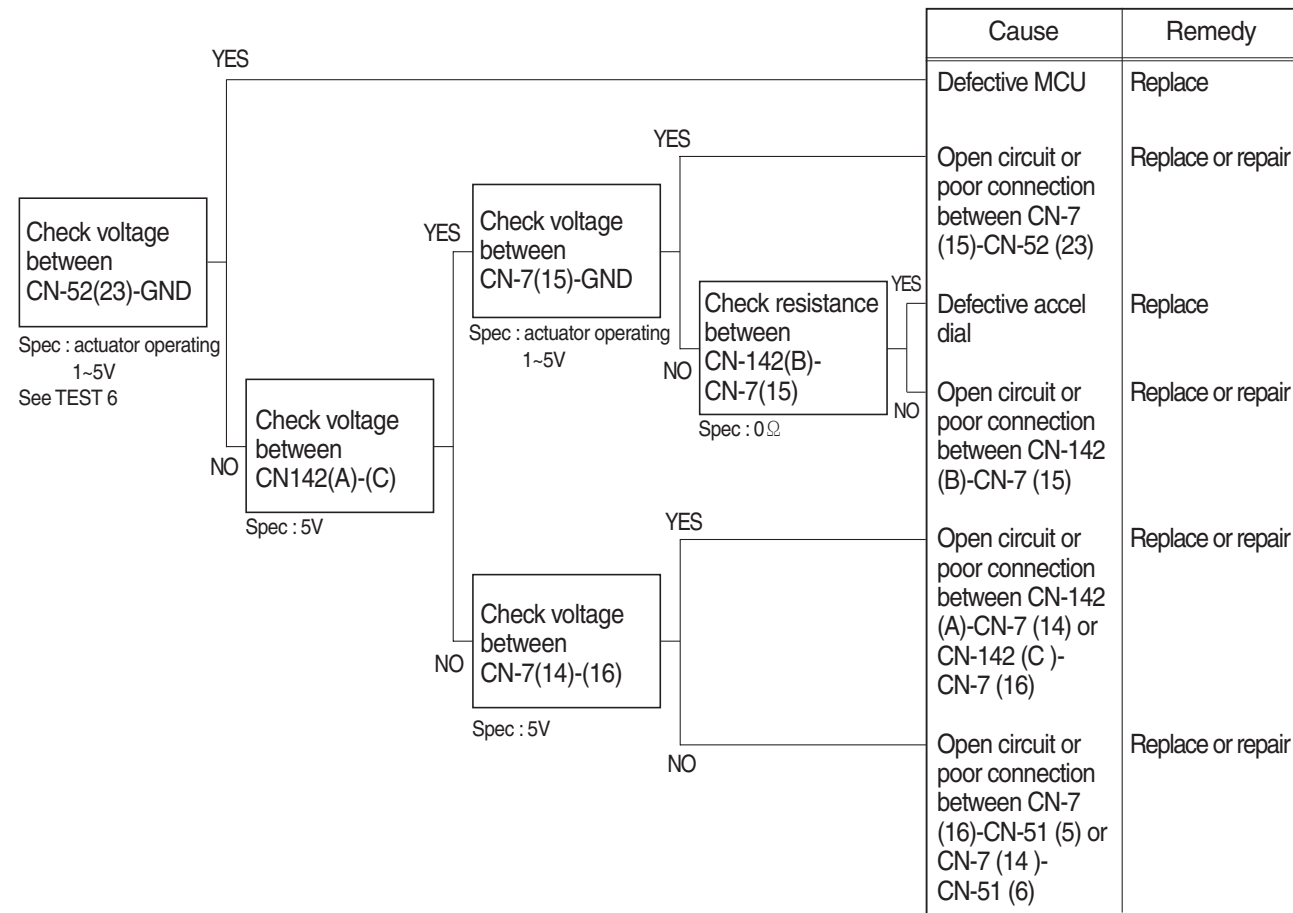 Cause
Remedy
YES
Defective MCU
Replace
YES
Open circuit or
poor connection
between CN-7
(15)-CN-52 (23)
Replace or repair
Check voltage
between
CN-52(23)-GND
Spec : actuator operating
1~5V
See TEST 6
YES
Check voltage
between
CN-7(15)-GND
Spec : actuator operating
1~5V
NO
Check resistance
between
CN-142(B)-
CN-7(15)
Spec : 0Ω
YES
Defective accel
dial
Replace
NO
Open circuit or
poor connection
between CN-142
(B)-CN-7 (15)
Replace or repair
NO
Check voltage
between
CN142(A)-(C)
Spec : 5V
YES
Open circuit or
poor connection
between CN-142
(A)-CN-7 (14) or
CN-142 (C )-
CN-7 (16)
Replace or repair
NO
Check voltage
between
CN-7(14)-(16)
Spec : 5V
NO
Open circuit or
poor connection
between CN-7
(16)-CN-51 (5) or
CN-7 (14 )-
CN-51 (6)
Replace or repair